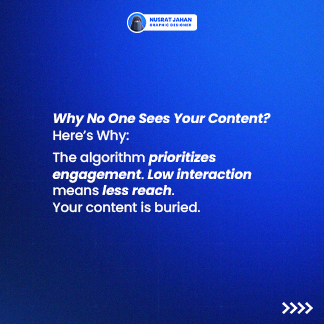 NUSRAT JAHAN
GRAPHIC DESIGNER
Why No One Sees Your Content?
Here's Why:
The algorithm prioritizes
engagement. Low interaction
means less reach.
Your content is buried.